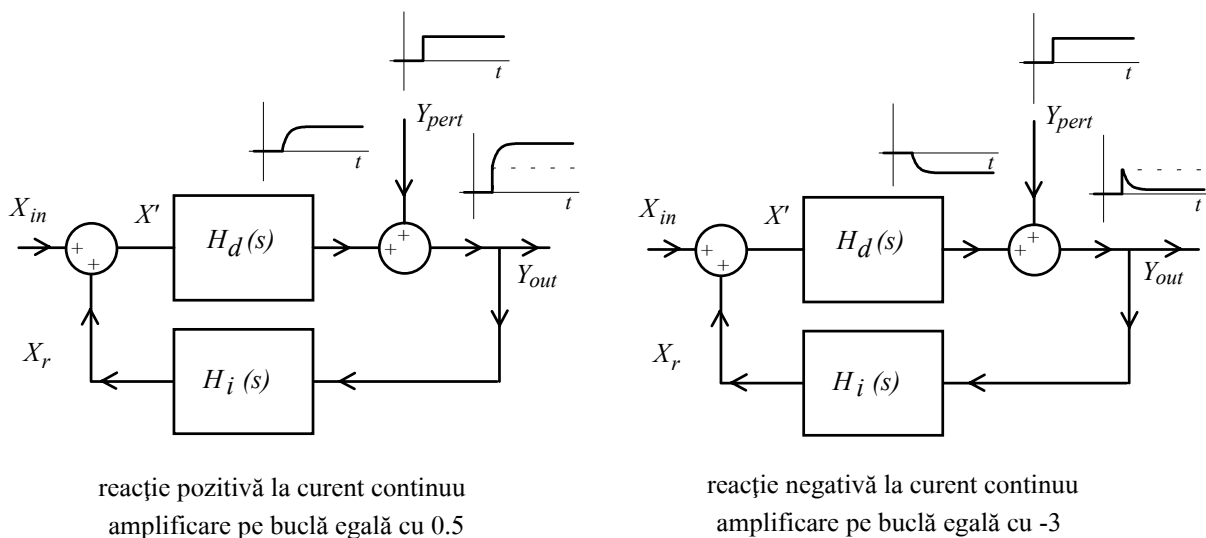 t
t
Y_pert
t
X_in
X'
H_d(s)
Y_out
X_r
H_i(s)
+
+
+
+
reacţie pozitivă la curent continuu
amplificare pe buclă egală cu 0.5
t
t
Y_pert
t
X_in
X'
H_d(s)
Y_out
X_r
H_i(s)
+
+
+
+
reacţie negativă la curent continuu
amplificare pe buclă egală cu -3